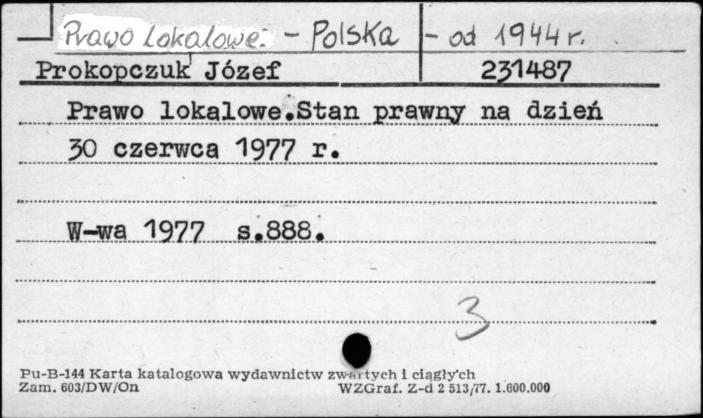 Prawo lokalowe. - Polska - od 1944 r.
Prokopczuk Józef 231487
Prawo lokalowe.Stan prawny na dzień
30 czerwca 1977 r.
W-wa 1977 s.888.
3
Pu-B-144 Karta katalogowa wydawnictw zwartych i ciągłych
Zam. 603/DW/On WZGraf. Z-d 2 513/77. 1.600.000